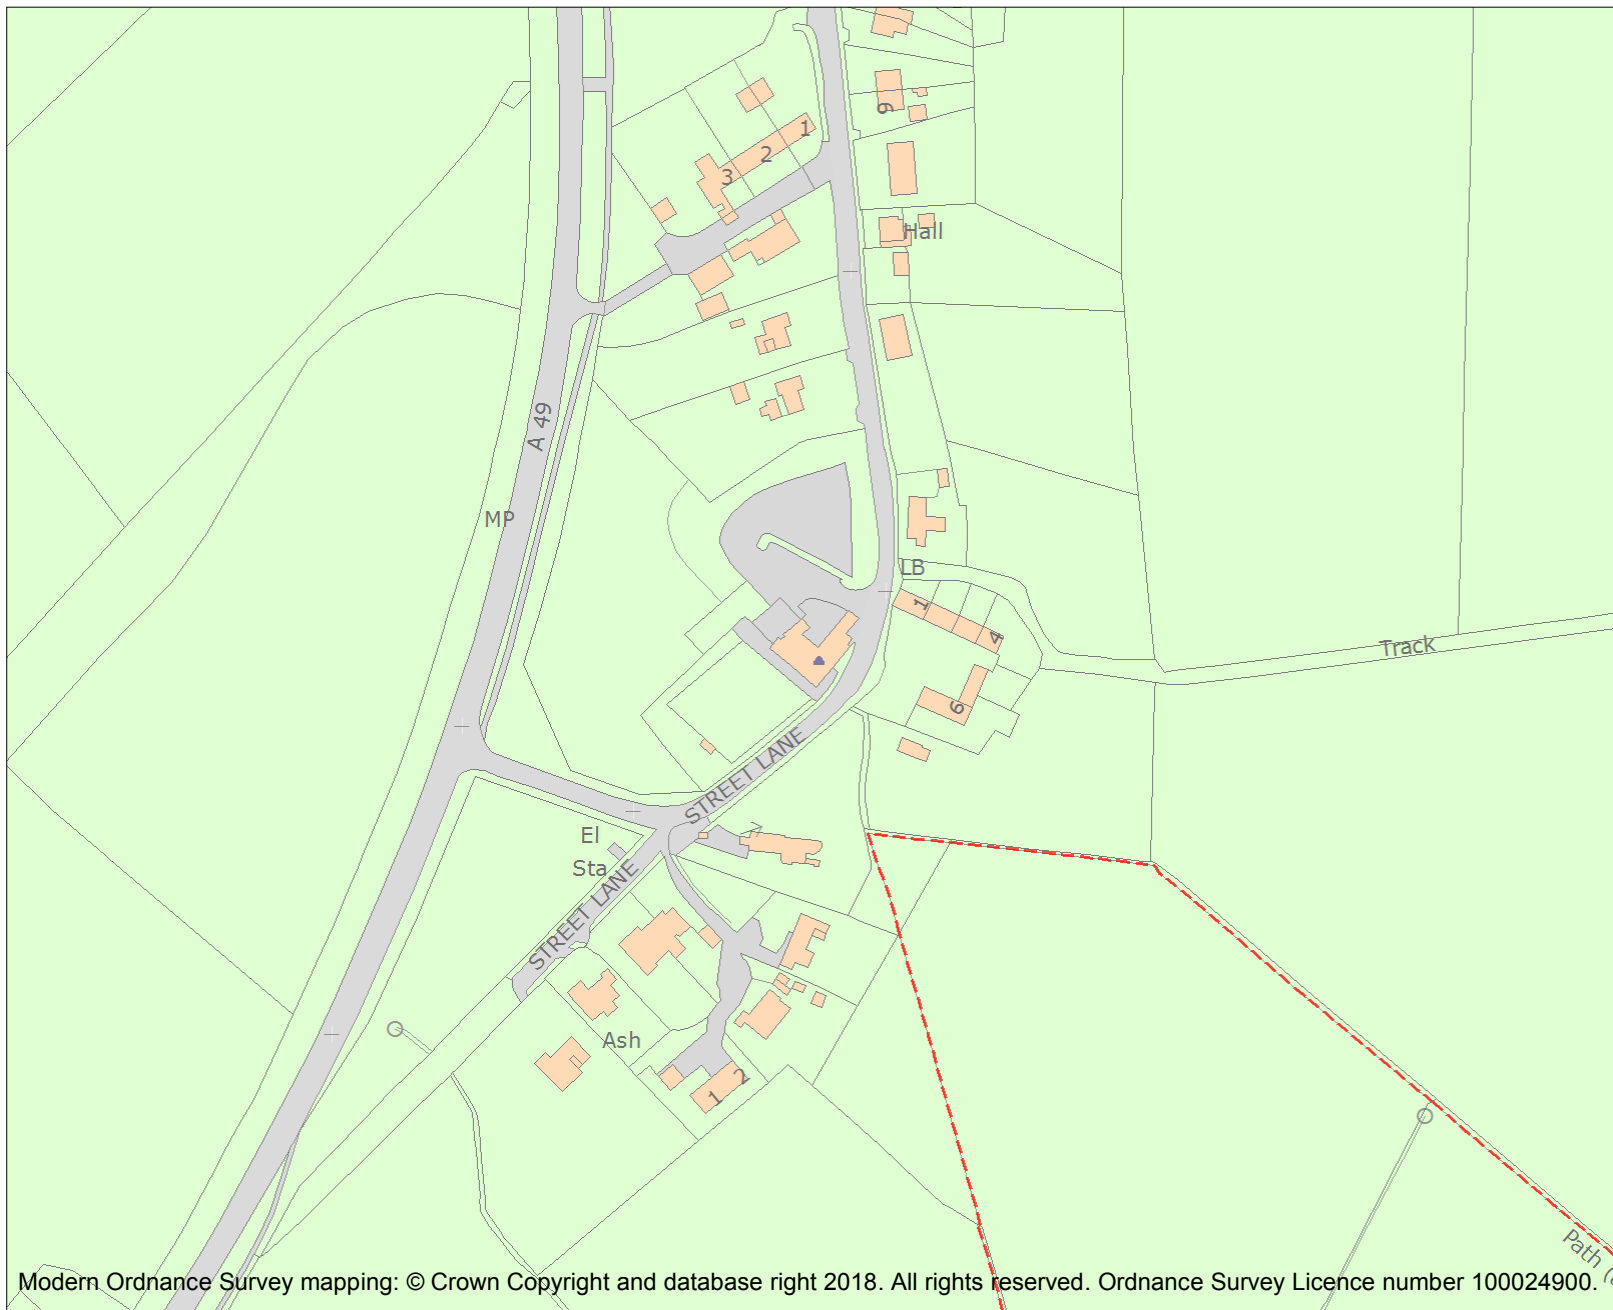 9
1
2
3
Hall
A 49
MP
LB
1
4
Track
6
STREET LANE
El
Sta
7
STREET LANE
Ash
2
1
Path
Modern Ordnance Survey mapping: © Crown Copyright and database right 2018. All rights reserved. Ordnance Survey Licence number 100024900.